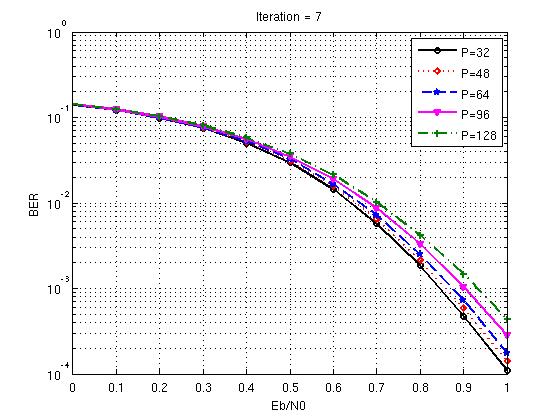 Iteration = 7
10^0
10^-1
10^-2
10^-3
10^-4
BER
P=32
P=48
P=64
P=96
P=128
0 0.1 0.2 0.3 0.4 0.5 0.6 0.7 0.8 0.9 1
Eb/N0